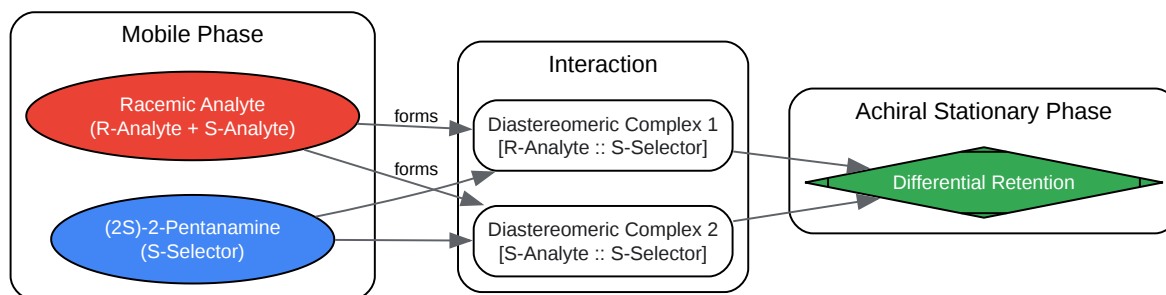 Mobile Phase
Racemic Analyte
(R-Analyte + S-Analyte)
(2S)-2-Pentanamine
(S-Selector)
forms
forms
Interaction
Diastereomeric Complex 1
[R-Analyte :: S-Selector]
Diastereomeric Complex 2
[S-Analyte :: S-Selector]
Achiral Stationary Phase
Differential Retention